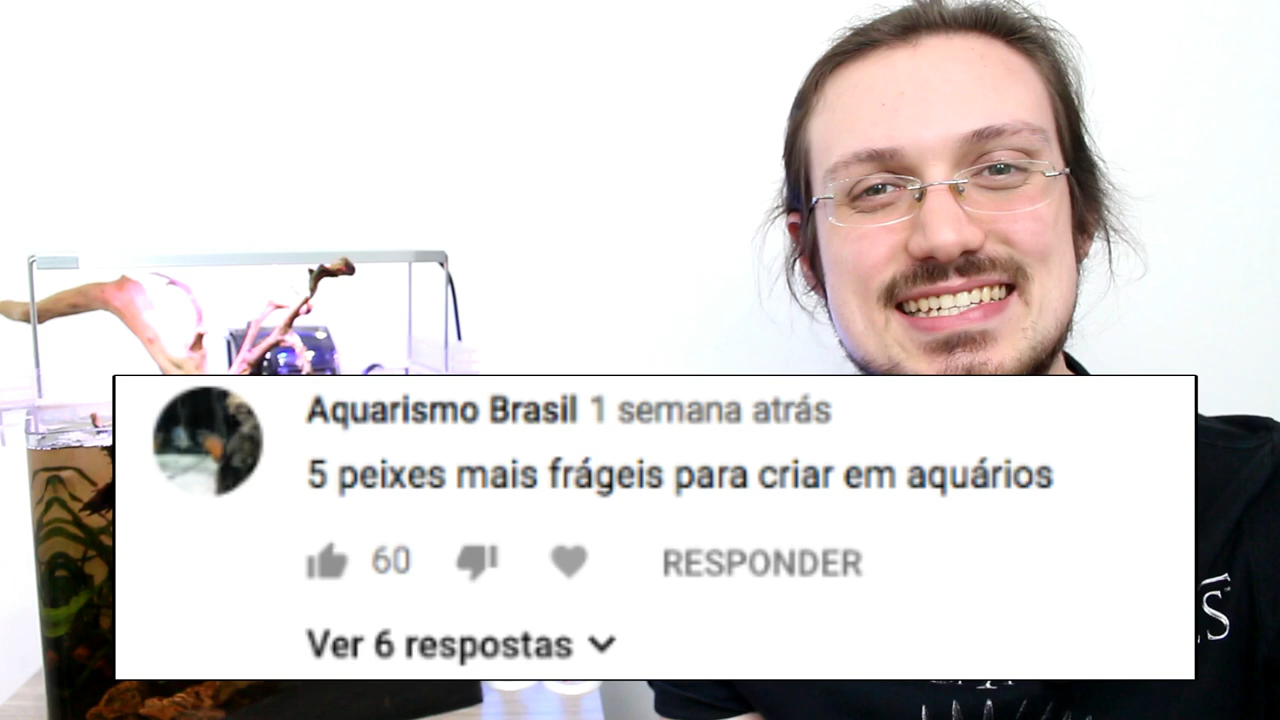 Aquarismo Brasil 1 semana atrás
5 peixes mais frágeis para criar em aquários
60 RESPONDER
Ver 6 respostas